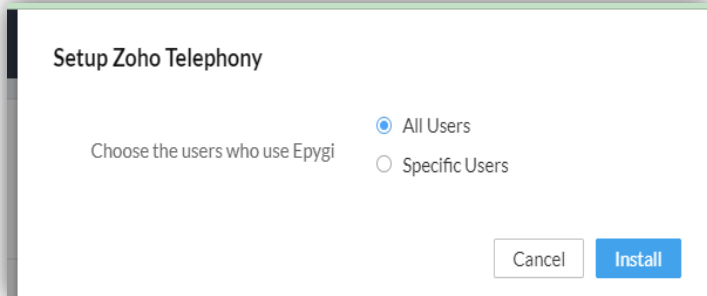 Setup Zoho Telephony
All Users
Choose the users who use Epygi
Specific Users
Cancel
Install